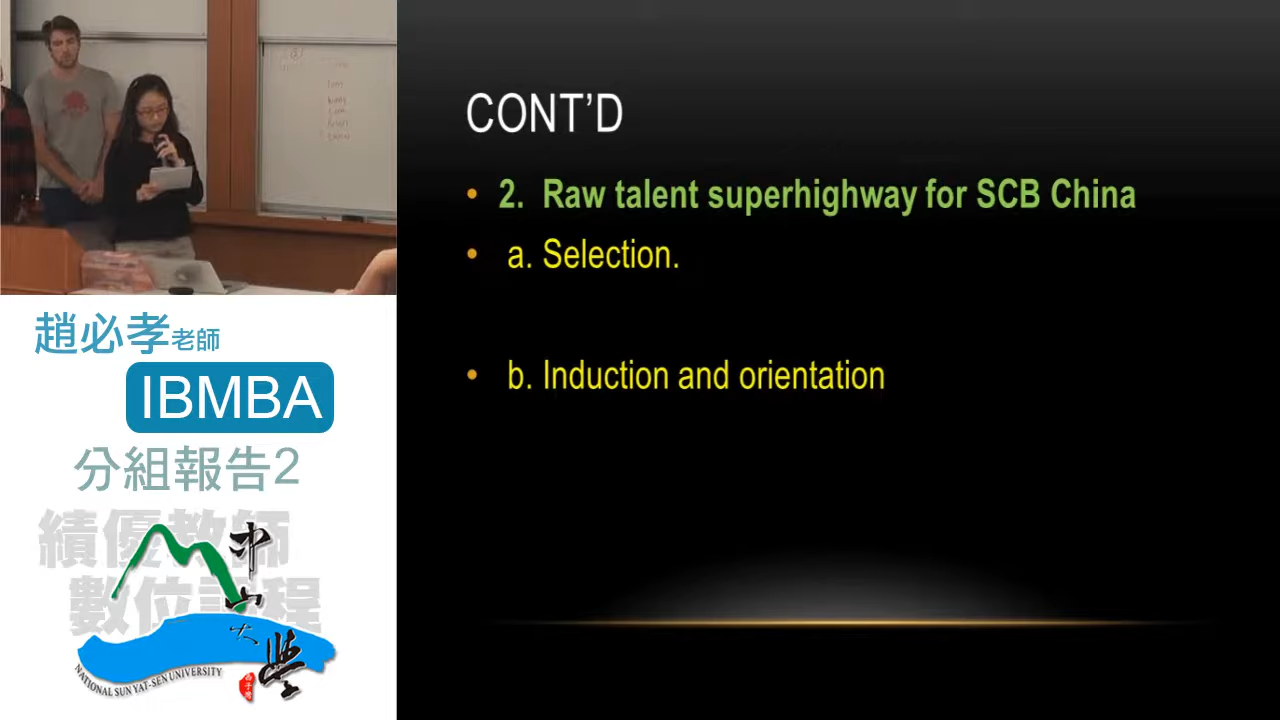 趙必孝老師
IBMBA
分組報告2
績優教師
數位課程
中山大學
NATIONAL SUN YAT-SEN UNIVERSITY
CONT'D
• 2. Raw talent superhighway for SCB China
• a. Selection.
• b. Induction and orientation